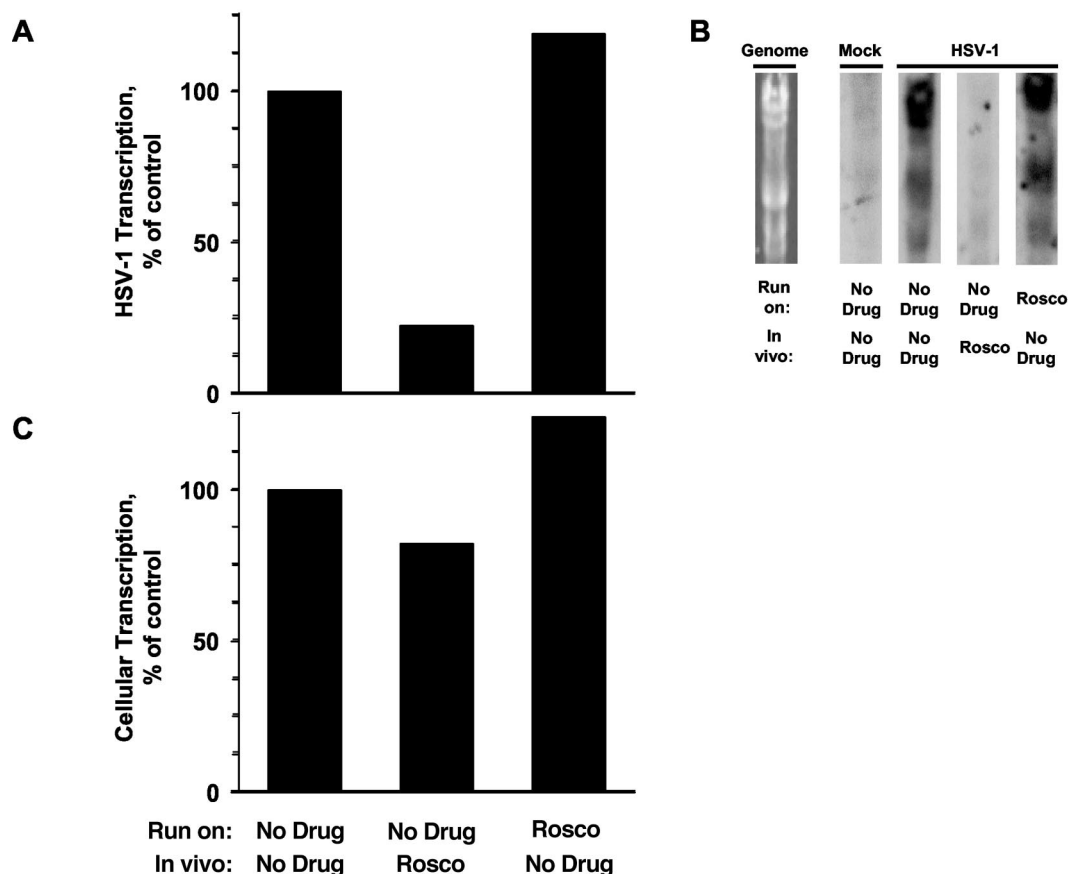 A
HSV-1 Transcription,
% of control
100
50
0
B
Genome
Mock
HSV-1
Run
on:
No
Drug
No
Drug
No
Drug
Rosco
In
vivo:
No
Drug
No
Drug
Rosco
No
Drug
C
Cellular Transcription,
% of control
100
50
0
Run on: No Drug No Drug Rosco
In vivo: No Drug Rosco No Drug